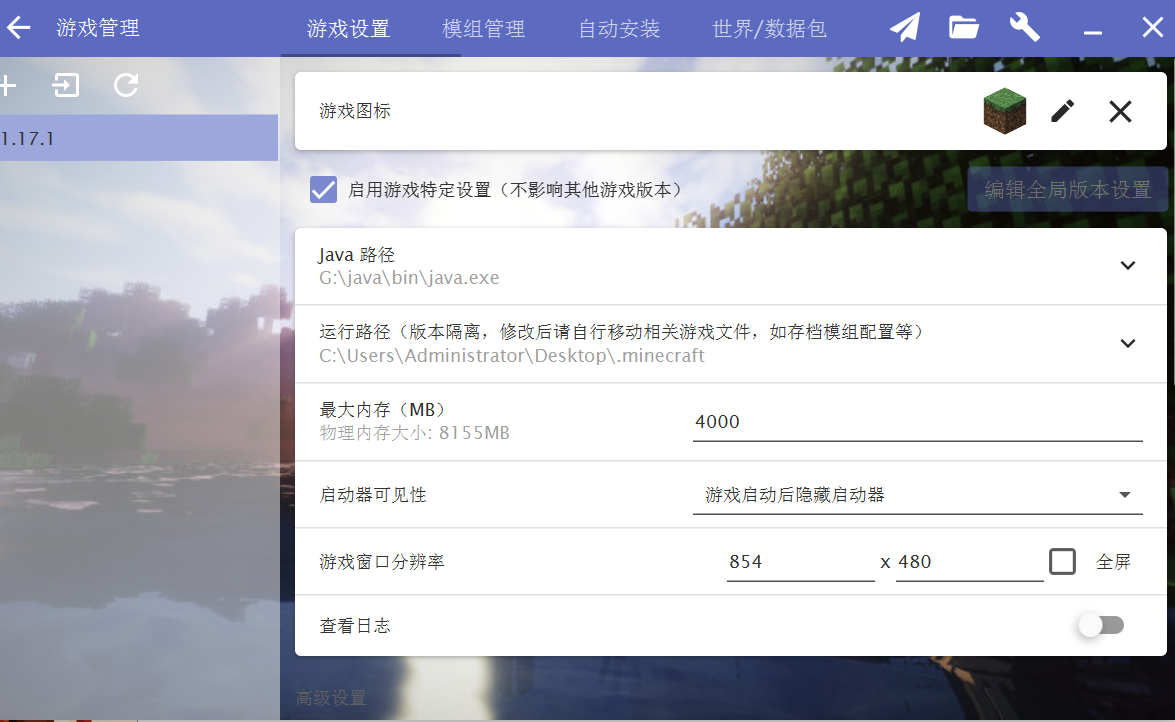 游戏管理
游戏设置
模组管理
自动安装
世界/数据包
1.17.1
游戏图标
启用游戏特定设置（不影响其他游戏版本）
编辑全局版本设置
Java 路径
G:\java\bin\java.exe
运行路径（版本隔离，修改后请自行移动相关游戏文件，如存档模组配置等）
C:\Users\Administrator\Desktop\.minecraft
最大内存（MB）
物理内存大小: 8155MB
4000
启动器可见性
游戏启动后隐藏启动器
游戏窗口分辨率
854 x 480
全屏
查看日志
高级设置